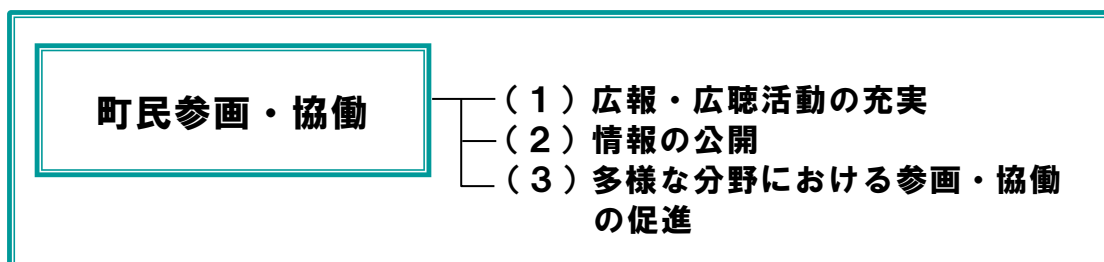 町民参画・協働
（１）広報・広聴活動の充実
（２）情報の公開
（３）多様な分野における参画・協働
の促進